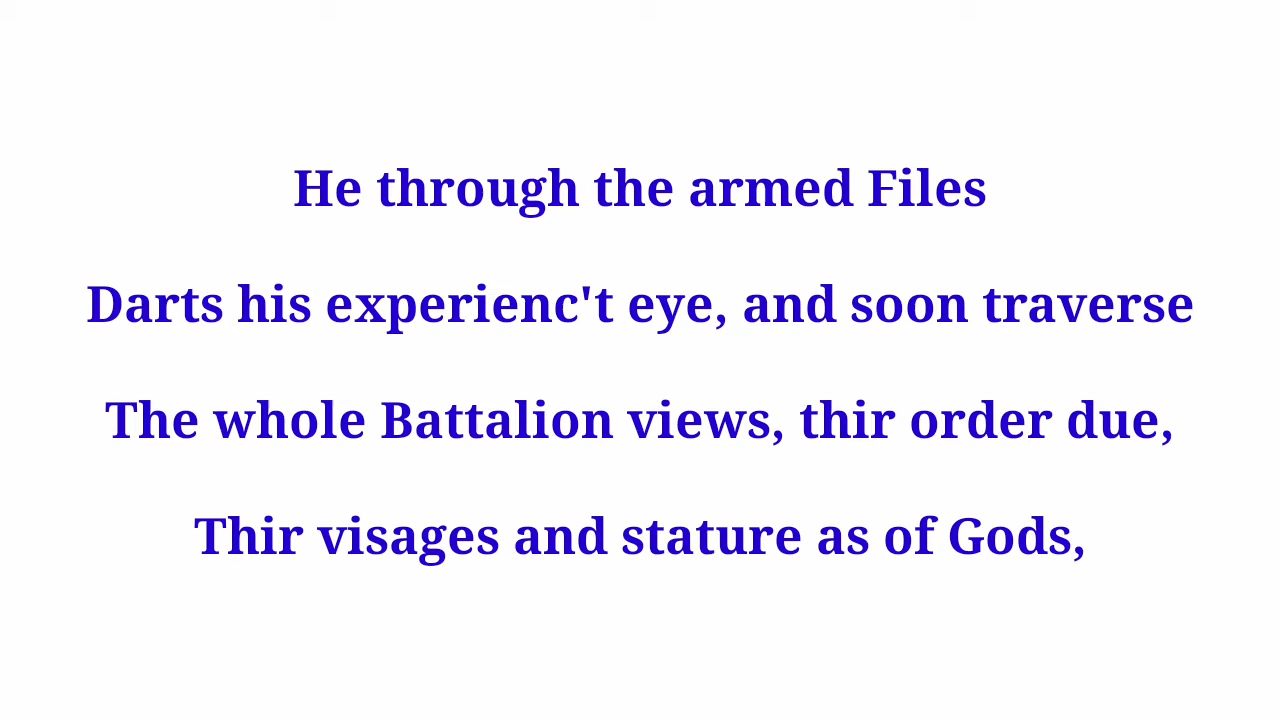 He through the armed Files
Darts his experienc't eye, and soon traverse
The whole Battalion views, thir order due,
Thir visages and stature as of Gods,